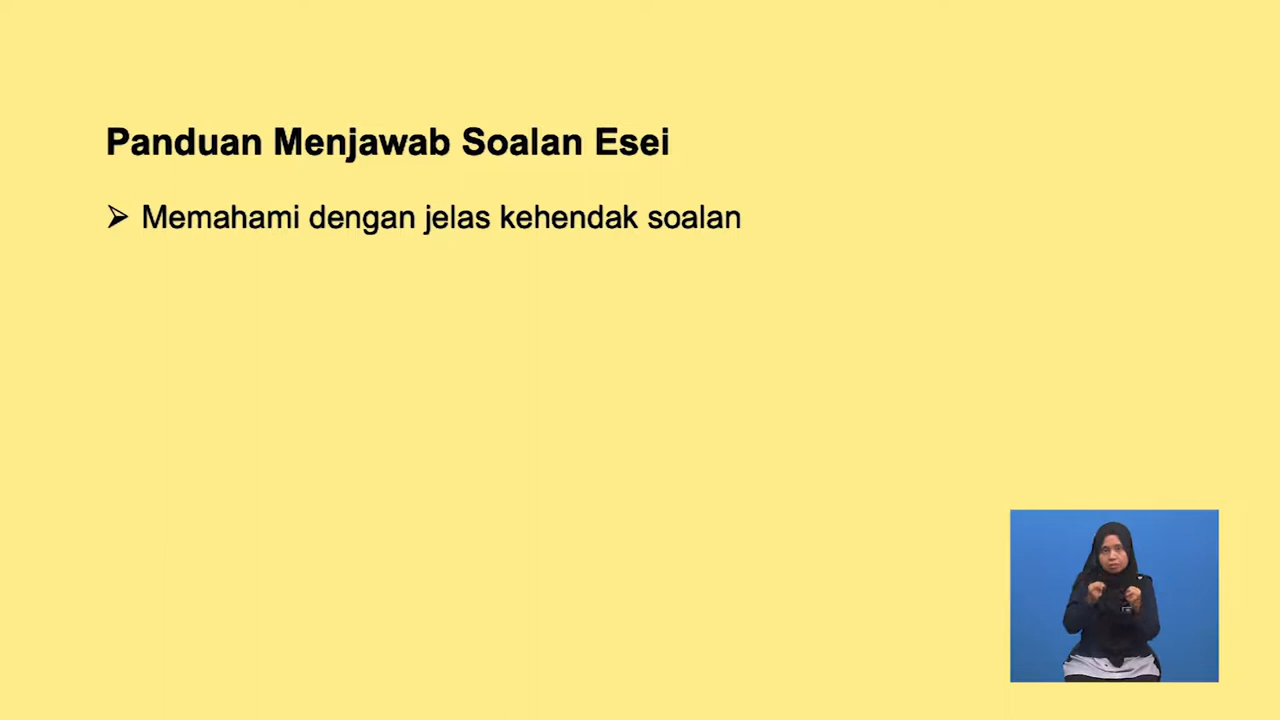 Panduan Menjawab Soalan Esei
➢ Memahami dengan jelas kehendak soalan